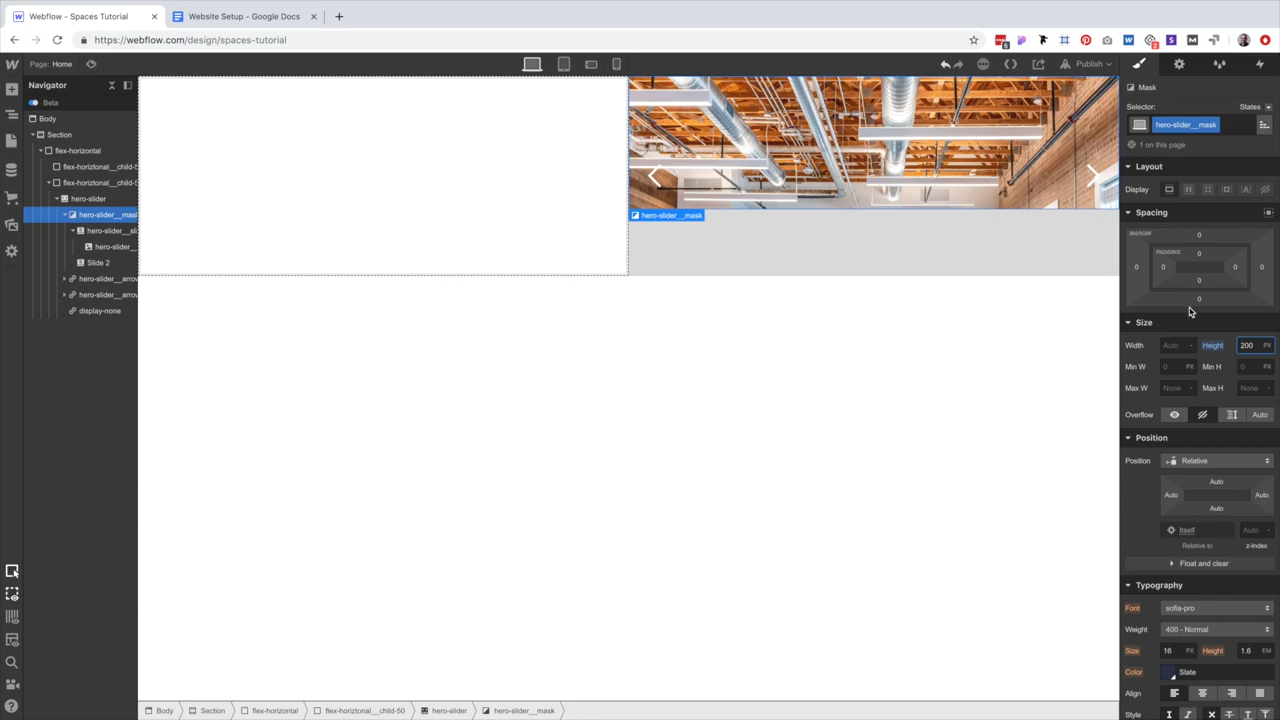 Webflow - Spaces Tutorial
Website Setup - Google Docs
https://webflow.com/design/spaces-tutorial
Page: Home
Publish
Navigator
Beta
Body
Section
flex-horizontal
flex-horiztonal__child-5
flex-horiztonal__child-5
hero-slider
hero-slider__mas
hero-slider__sli
hero-slider__
Slide 2
hero-slider__arro
hero-slider__arro
display-none
hero-slider__mask
Mask
Selector:
States
hero-slider__mask
1 on this page
Layout
Display
Spacing
MARGIN
0
PADDING
0
0
0
0
0
0
0
Size
Width
Auto
Height
200
PX
Min W
0
PX
Min H
0
PX
Max W
None
Max H
None
Overflow
Auto
Position
Position
Relative
Auto
Auto
Auto
Auto
Itself
Auto
Relative to
z-Index
Float and clear
Typography
Font
sofia-pro
Weight
400 - Normal
Size
16
PX
Height
1.6
EM
Color
Slate
Align
Style
Body
Section
flex-horizontal
flex-horiztonal__child-50
hero-slider
hero-slider__mask